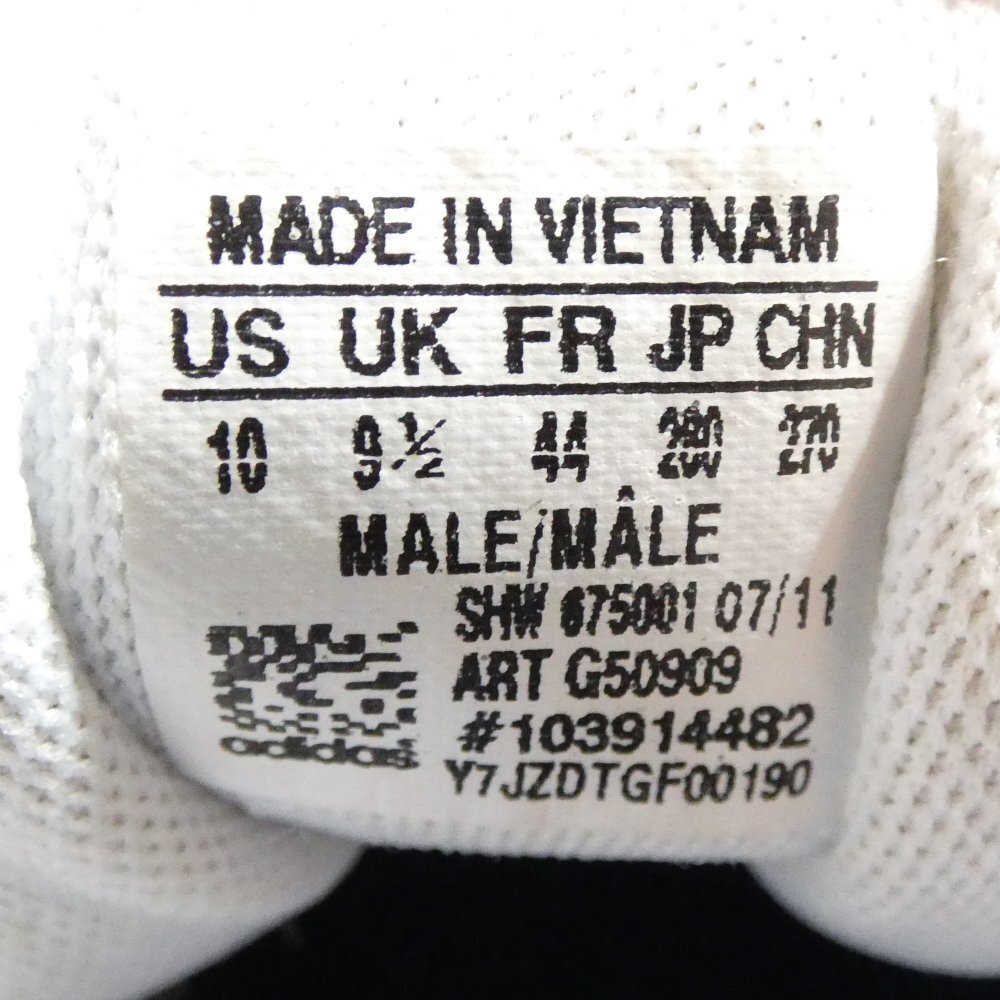 MADE IN VIETNAM
US UK FR JP CHN
10 9½ 44 280 270
MALE/MÂLE
SHW 675001 07/11
ART G50909
#103914482
Y7JZDTGF00190
adidas